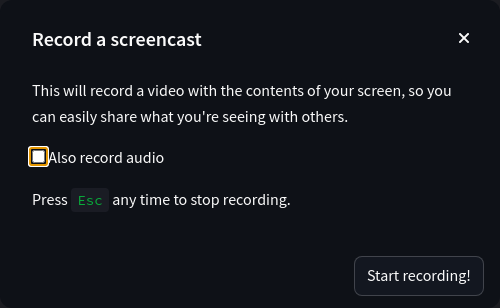 Record a screencast
This will record a video with the contents of your screen, so you
can easily share what you're seeing with others.
Also record audio
Press Esc any time to stop recording.
Start recording!